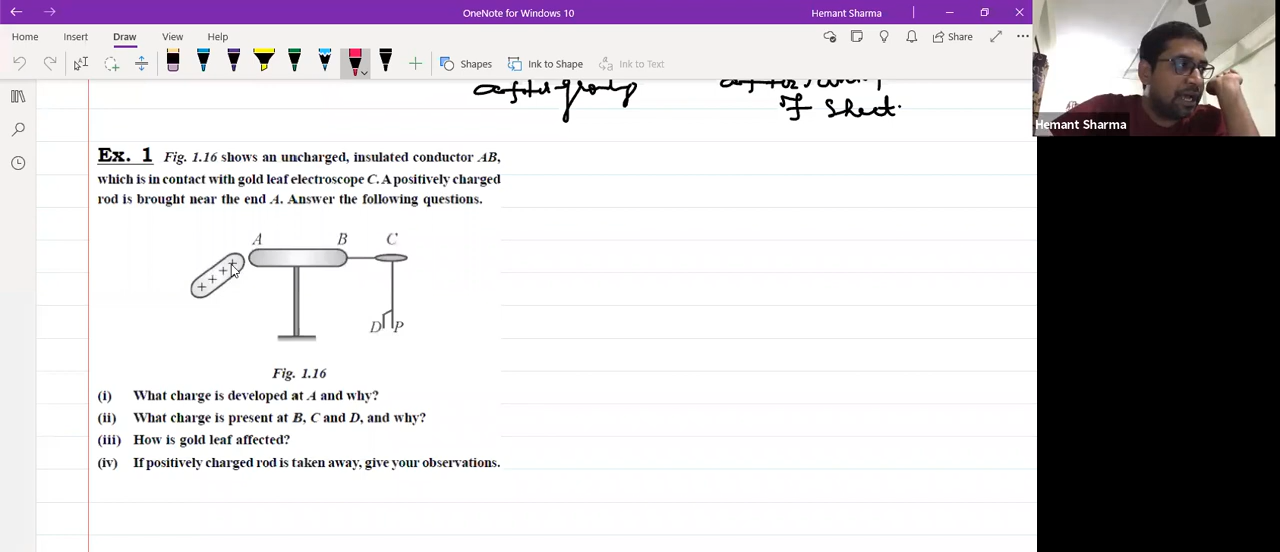 OneNote for Windows 10
Hemant Sharma
Home Insert Draw View Help
Share
Shapes Ink to Shape Ink to Text
If Sheet.
Hemant Sharma
Ex. 1 Fig. 1.16 shows an uncharged, insulated conductor AB,
which is in contact with gold leaf electroscope C. A positively charged
rod is brought near the end A. Answer the following questions.
A B C
+ + + +
D P
Fig. 1.16
(i) What charge is developed at A and why?
(ii) What charge is present at B, C and D, and why?
(iii) How is gold leaf affected?
(iv) If positively charged rod is taken away, give your observations.